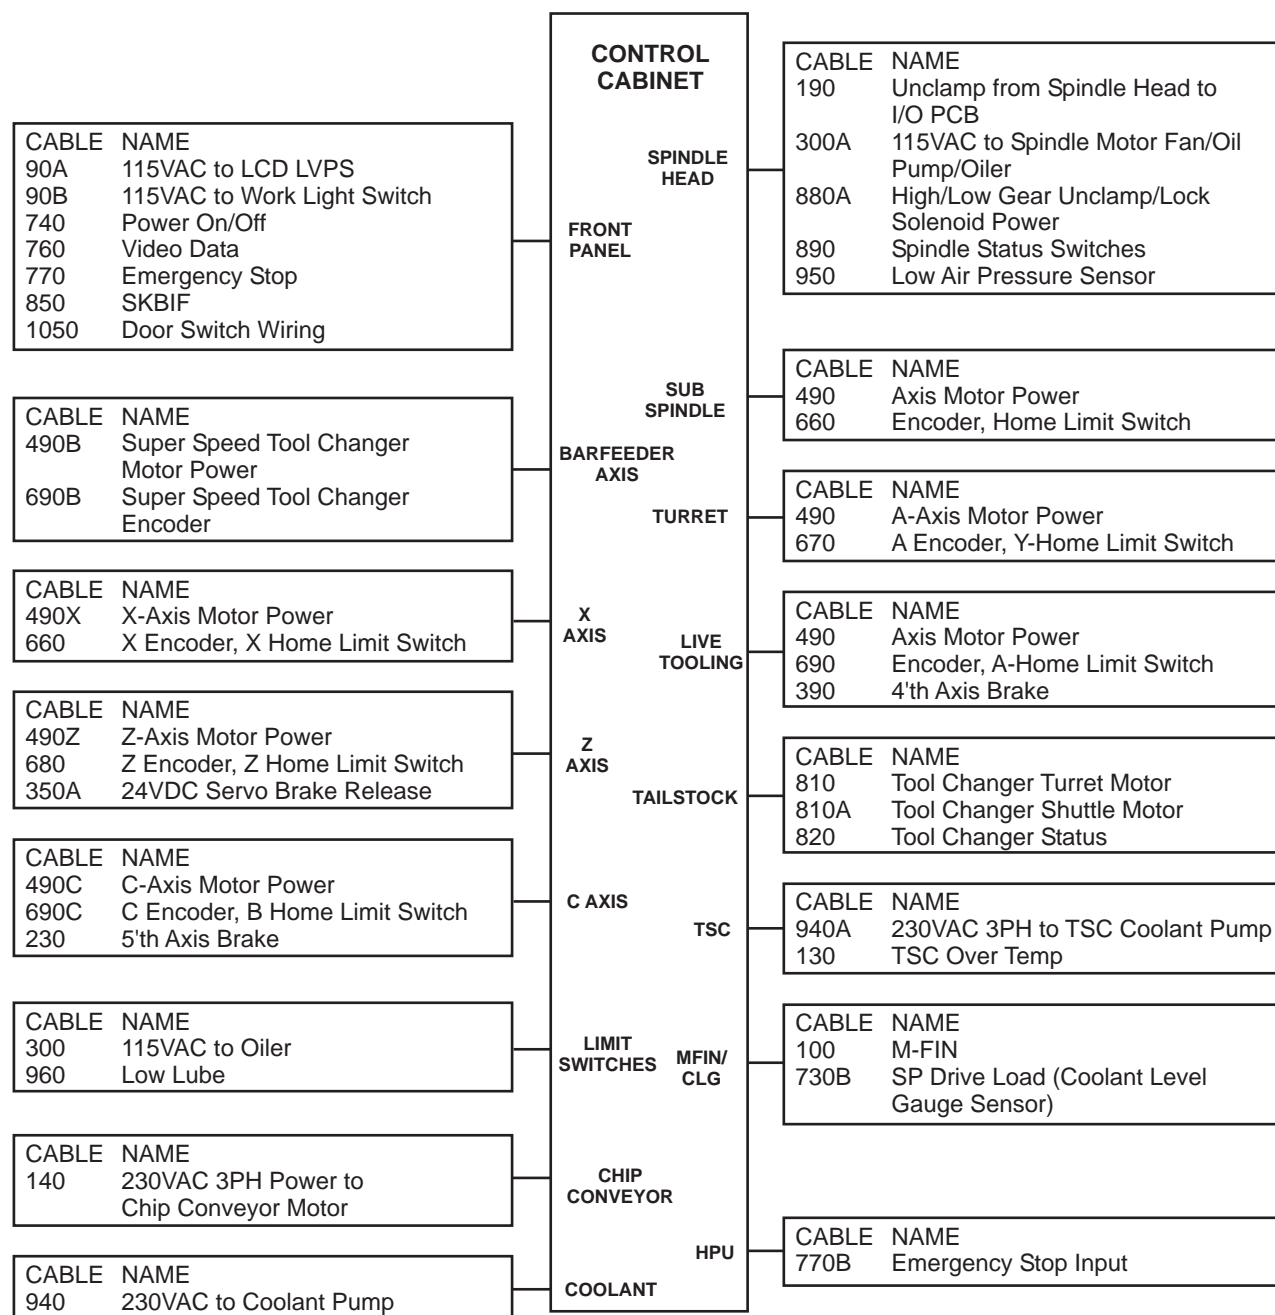 CONTROL
CABINET
CABLE NAME
90A 115VAC to LCD LVPS
90B 115VAC to Work Light Switch
740 Power On/Off
760 Video Data
770 Emergency Stop
850 SKBIF
1050 Door Switch Wiring
FRONT
PANEL
CABLE NAME
490B Super Speed Tool Changer
Motor Power
690B Super Speed Tool Changer
Encoder
BARFEEDER
AXIS
CABLE NAME
490X X-Axis Motor Power
660 X Encoder, X Home Limit Switch
X
AXIS
CABLE NAME
490Z Z-Axis Motor Power
680 Z Encoder, Z Home Limit Switch
350A 24VDC Servo Brake Release
Z
AXIS
CABLE NAME
490C C-Axis Motor Power
690C C Encoder, B Home Limit Switch
230 5'th Axis Brake
C AXIS
CABLE NAME
300 115VAC to Oiler
960 Low Lube
LIMIT
SWITCHES
CABLE NAME
140 230VAC 3PH Power to
Chip Conveyor Motor
CHIP
CONVEYOR
CABLE NAME
940 230VAC to Coolant Pump
COOLANT
SPINDLE
HEAD
CABLE NAME
190 Unclamp from Spindle Head to
I/O PCB
300A 115VAC to Spindle Motor Fan/Oil
Pump/Oiler
880A High/Low Gear Unclamp/Lock
Solenoid Power
890 Spindle Status Switches
950 Low Air Pressure Sensor
SUB
SPINDLE
CABLE NAME
490 Axis Motor Power
660 Encoder, Home Limit Switch
TURRET
CABLE NAME
490 A-Axis Motor Power
670 A Encoder, Y-Home Limit Switch
LIVE
TOOLING
CABLE NAME
490 Axis Motor Power
690 Encoder, A-Home Limit Switch
390 4'th Axis Brake
TAILSTOCK
CABLE NAME
810 Tool Changer Turret Motor
810A Tool Changer Shuttle Motor
820 Tool Changer Status
TSC
CABLE NAME
940A 230VAC 3PH to TSC Coolant Pump
130 TSC Over Temp
MFIN/
CLG
CABLE NAME
100 M-FIN
730B SP Drive Load (Coolant Level
Gauge Sensor)
HPU
CABLE NAME
770B Emergency Stop Input